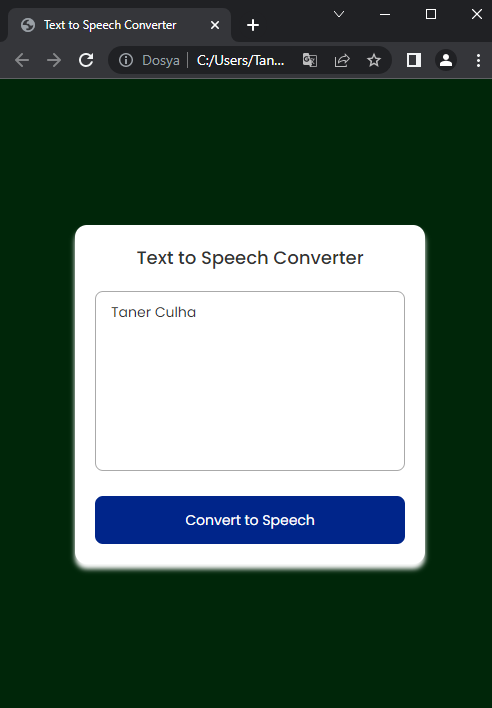 Text to Speech Converter
Dosya
C:/Users/Tan...
Text to Speech Converter
Taner Culha
Convert to Speech